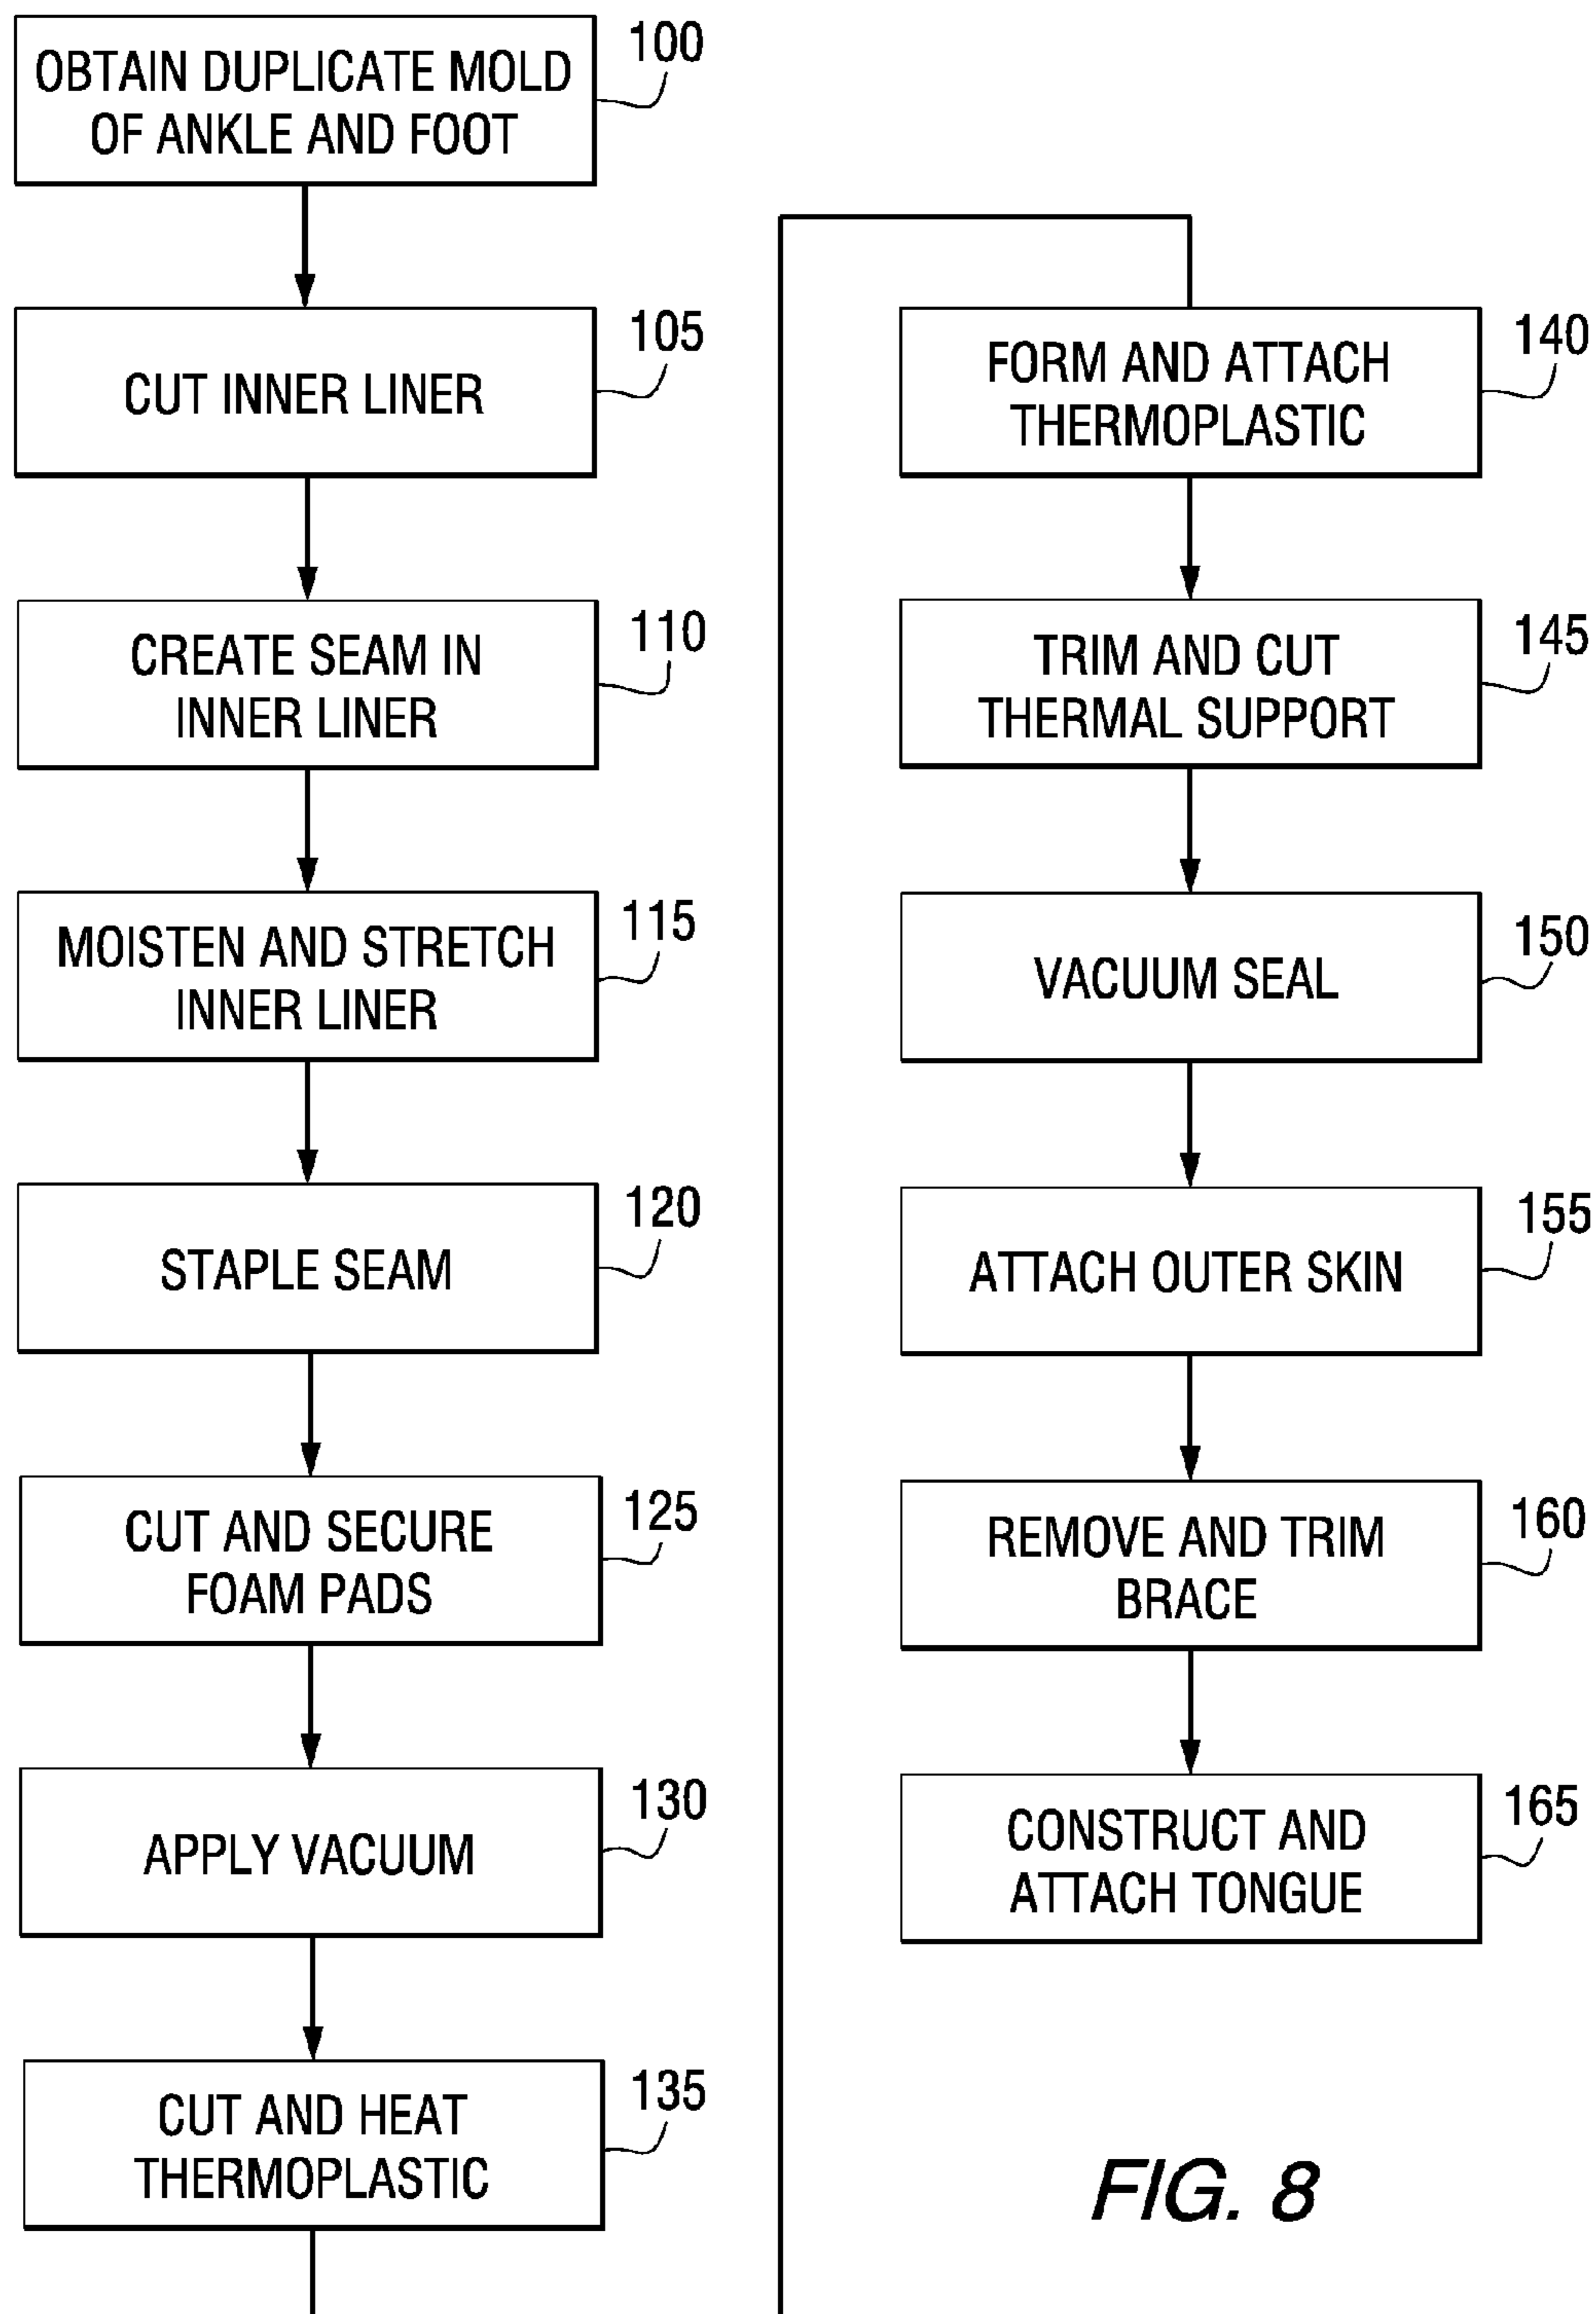 OBTAIN DUPLICATE MOLD
OF ANKLE AND FOOT
100
CUT INNER LINER
105
CREATE SEAM IN
INNER LINER
110
MOISTEN AND STRETCH
INNER LINER
115
STAPLE SEAM
120
CUT AND SECURE
FOAM PADS
125
APPLY VACUUM
130
CUT AND HEAT
THERMOPLASTIC
135
FORM AND ATTACH
THERMOPLASTIC
140
TRIM AND CUT
THERMAL SUPPORT
145
VACUUM SEAL
150
ATTACH OUTER SKIN
155
REMOVE AND TRIM
BRACE
160
CONSTRUCT AND
ATTACH TONGUE
165
FIG. 8